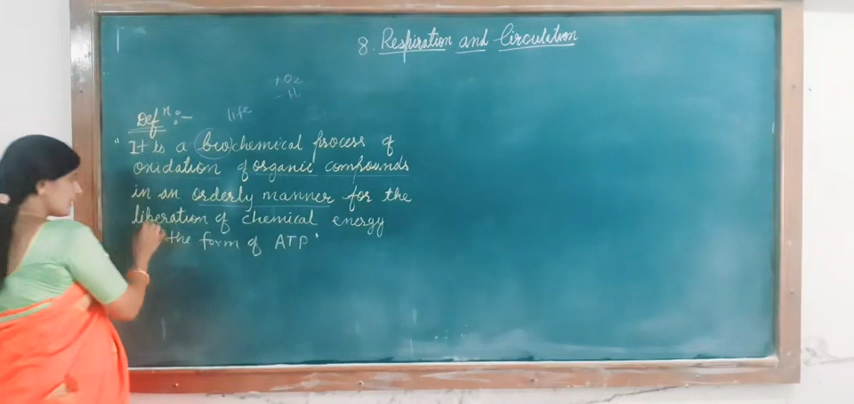 8. Respiration and Circulation
+O₂
- H
life
Defⁿ :-
"It is a biochemical process of
oxidation of organic compounds
in an orderly manner for the
liberation of chemical energy
the form of ATP"